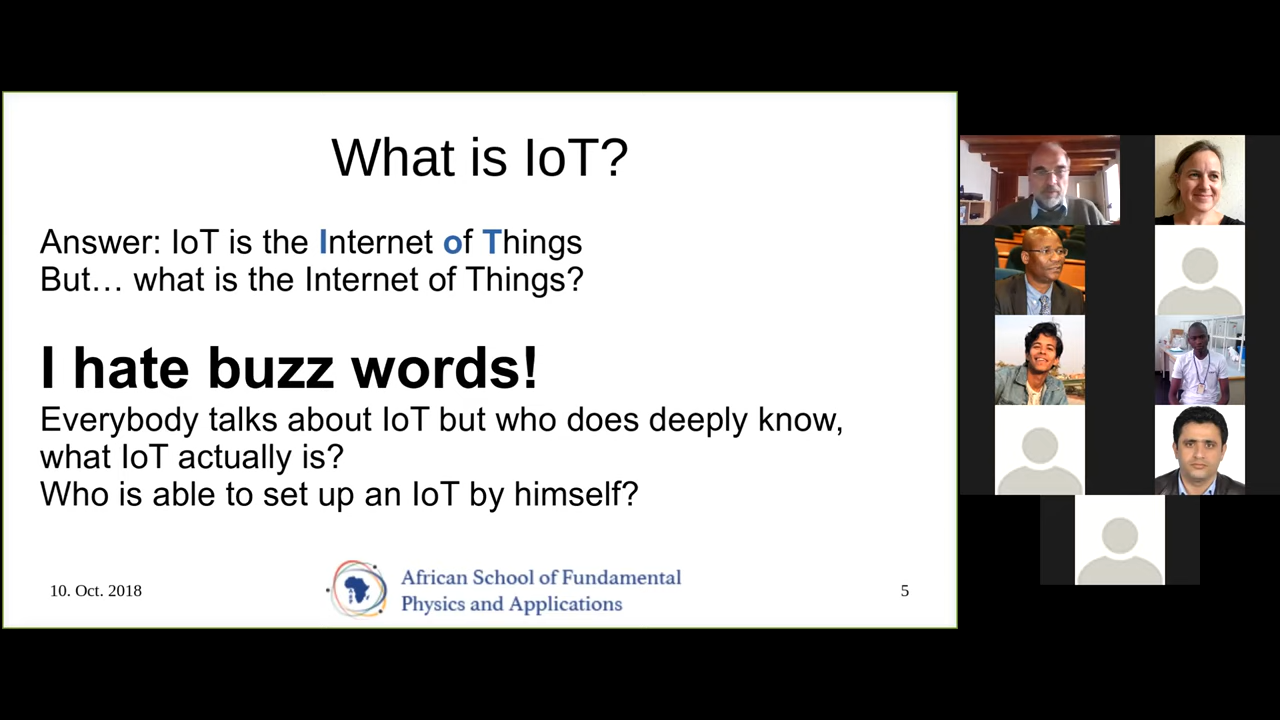 What is IoT?
Answer: IoT is the Internet of Things
But… what is the Internet of Things?
I hate buzz words!
Everybody talks about IoT but who does deeply know,
what IoT actually is?
Who is able to set up an IoT by himself?
10. Oct. 2018
African School of Fundamental
Physics and Applications
5